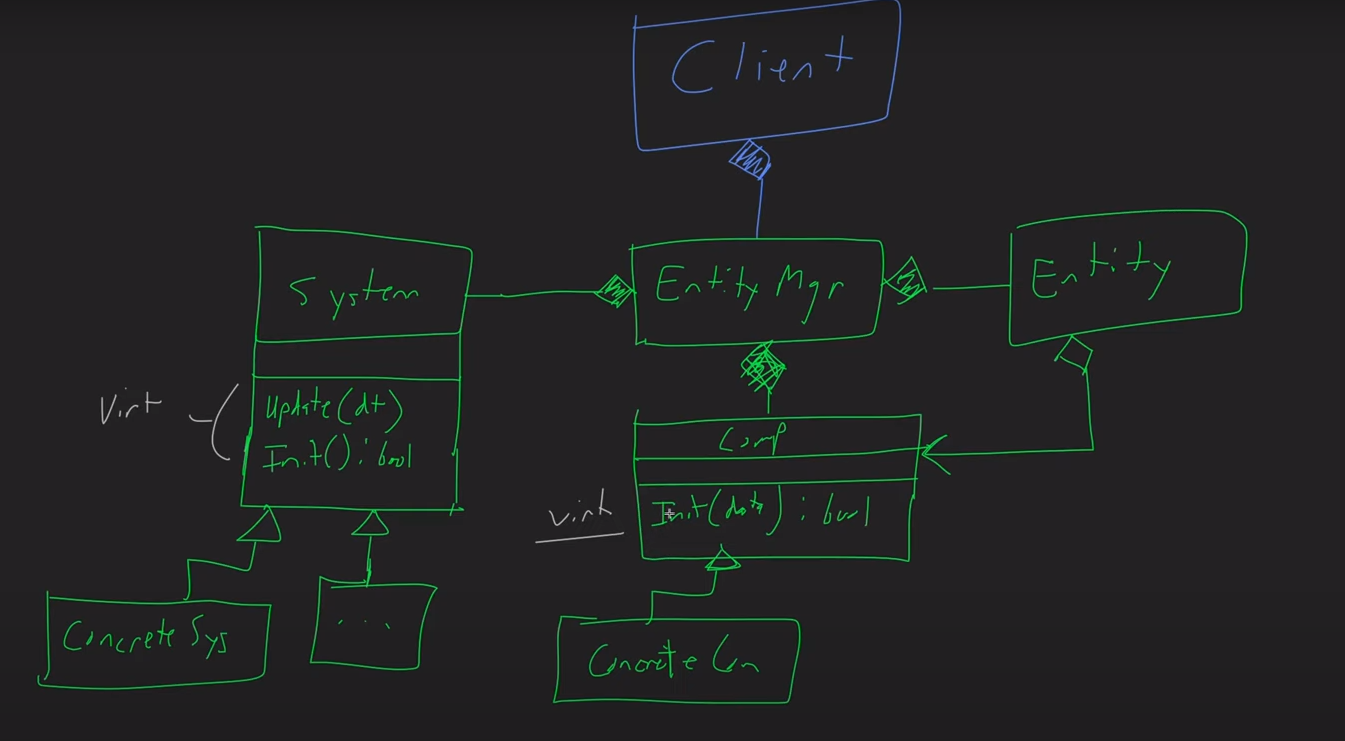 Client
System
Entity Mgr
Entity
Virt
Update(dt)
Init() : bool
Comp
virt
Init(data) : bool
Concrete Sys
...
Concrete Com